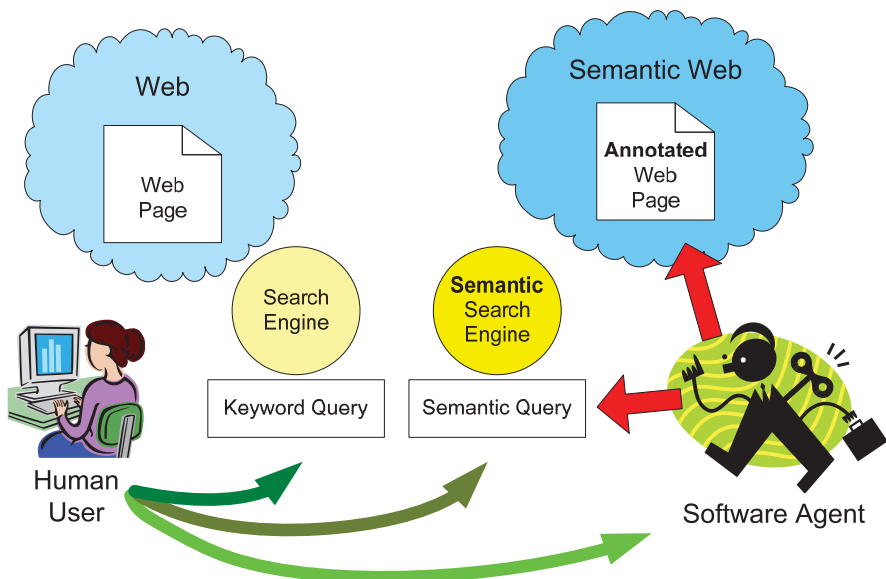 Web
Web
Page
Semantic Web
Annotated
Web
Page
Search
Engine
Semantic
Search
Engine
Keyword Query
Semantic Query
Human
User
Software Agent